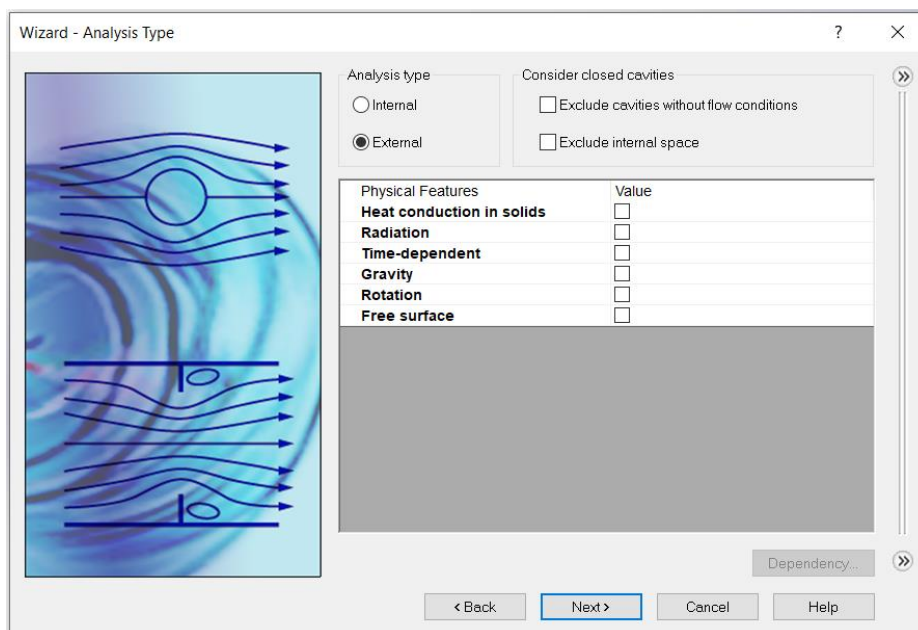 Wizard - Analysis Type
?
Analysis type
Internal
External
Consider closed cavities
Exclude cavities without flow conditions
Exclude internal space
Physical Features Value
Heat conduction in solids
Radiation
Time-dependent
Gravity
Rotation
Free surface
Dependency...
< Back Next > Cancel Help